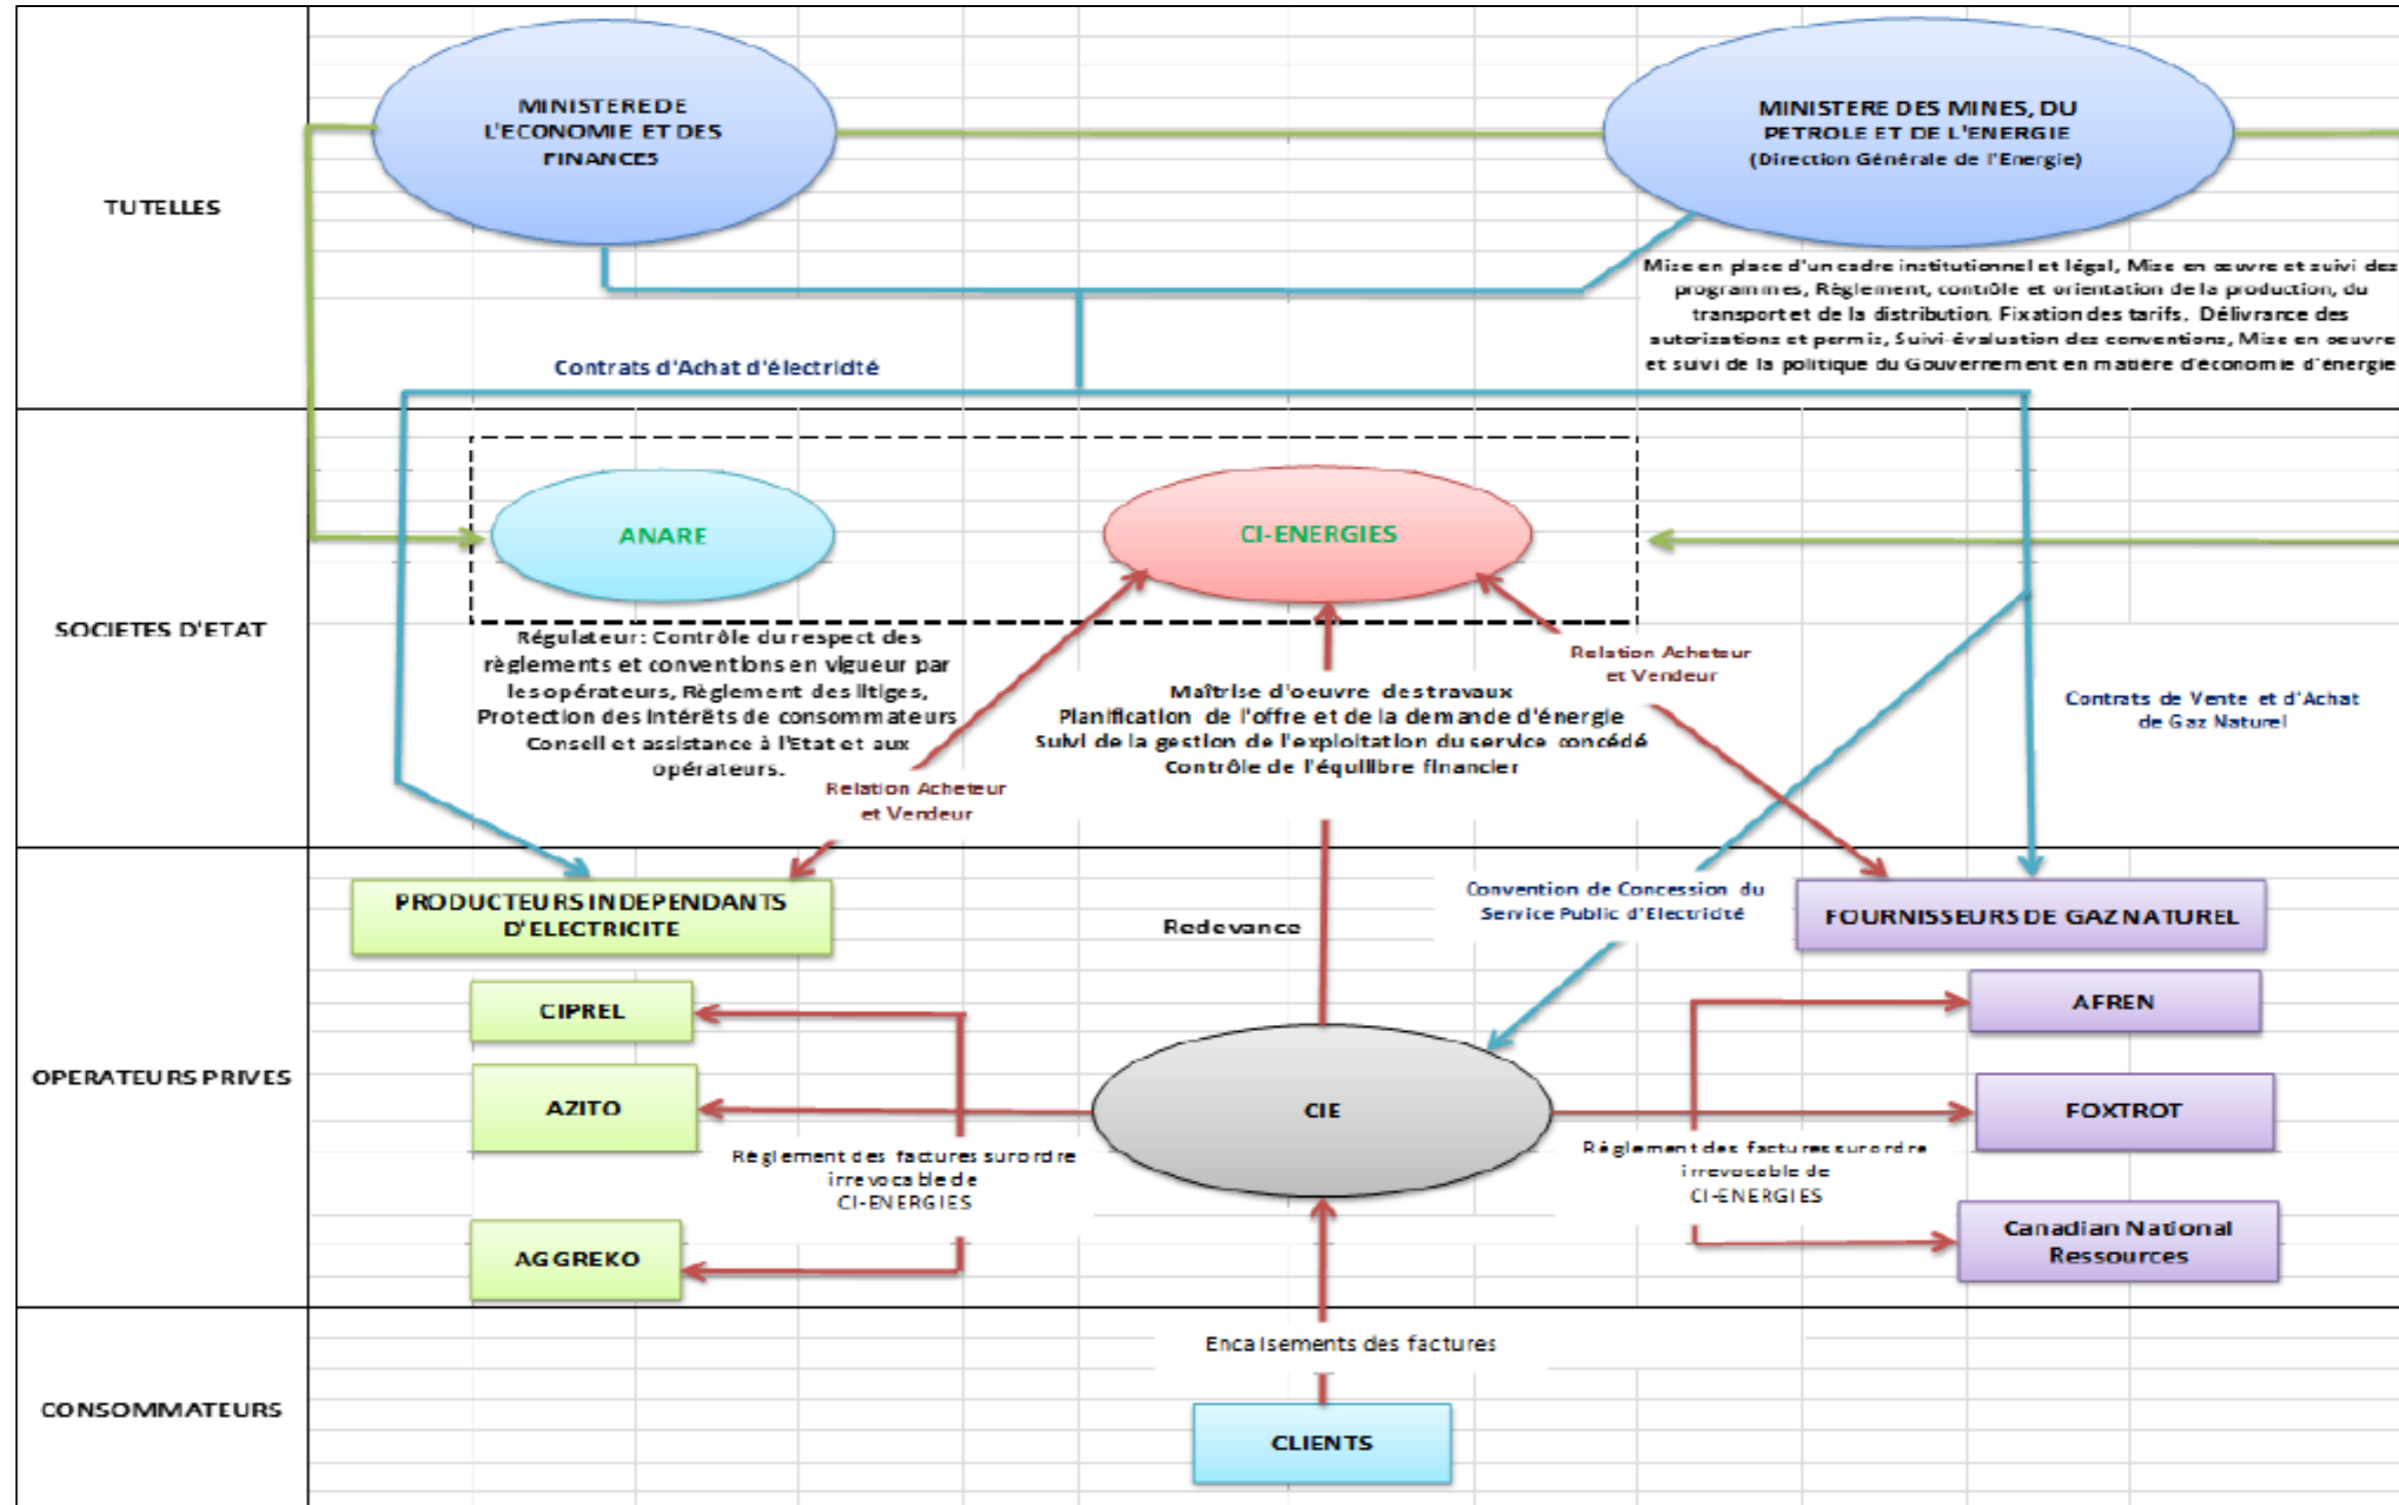 MINISTERE DE
L'ECONOMIE ET DES
FINANCES
MINISTERE DES MINES, DU
PETROLE ET DE L'ENERGIE
(Direction Générale de l'Energie)
TUTELLES
Mise en place d'un cadre institutionnel et légal, Mise en œuvre et suivi des
programmes, Règlement, contrôle et orientation de la production, du
transport et de la distribution, Fixation des tarifs, Délivrance des
autorisations et permis, Suivi-évaluation des conventions, Mise en oeuvre
et suivi de la politique du Gouvernement en matière d'économie d'énergie
Contrats d'Achat d'électricité
SOCIETES D'ETAT
ANARE
CI-ENERGIES
Régulateur: Contrôle du respect des
règlements et conventions en vigueur par
les opérateurs, Règlement des litiges,
Protection des intérêts de consommateurs
Conseil et assistance à l'Etat et aux
opérateurs.
Relation Acheteur
et Vendeur
Maîtrise d'oeuvre des travaux
Planification de l'offre et de la demande d'énergie
Suivi de la gestion de l'exploitation du service concédé
Contrôle de l'équilibre financier
Relation Acheteur
et Vendeur
Contrats de Vente et d'Achat
de Gaz Naturel
OPERATEURS PRIVES
PRODUCTEURS INDEPENDANTS
D'ELECTRICITE
Redevance
Convention de Concession du
Service Public d'Electricité
FOURNISSEURS DE GAZ NATUREL
CIPREL
AFREN
AZITO
CIE
FOXTROT
Règlement des factures sur ordre
irrevocable de
CI-ENERGIES
Règlement des factures sur ordre
irrevocable de
CI-ENERGIES
AGGREKO
Canadian National
Ressources
CONSOMMATEURS
Encaisements des factures
CLIENTS